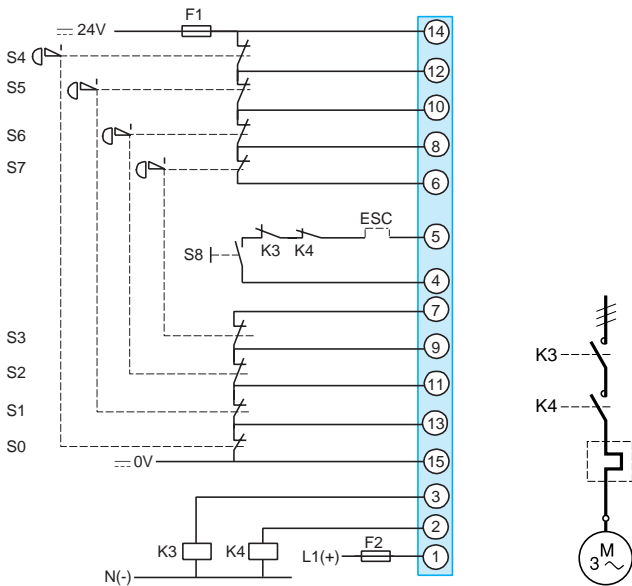 F1
24V
14
S4
12
S5
10
S6
8
S7
6
ESC
5
S8
K3
K4
4
7
S3
9
S2
11
K3
K4
S1
13
S0
0V
15
3
2
K3
K4
L1(+)
F2
1
N(-)
M
3 ~